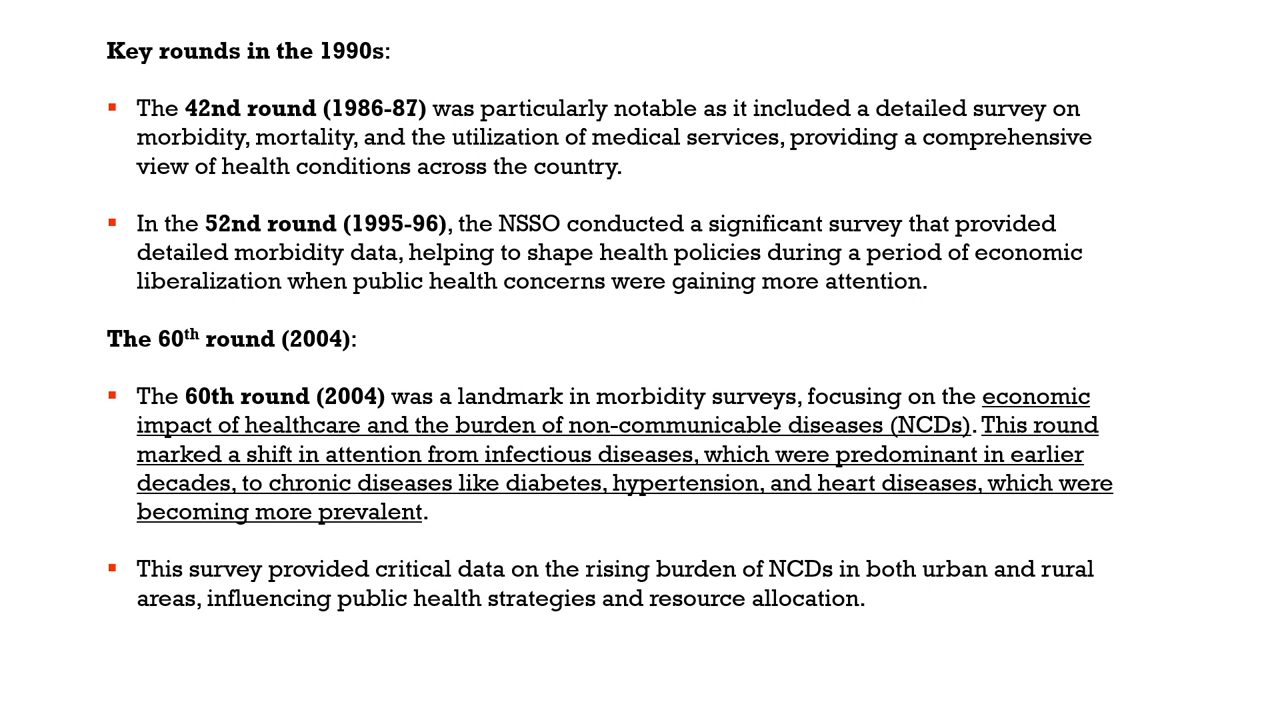 Key rounds in the 1990s:
▪ The 42nd round (1986-87) was particularly notable as it included a detailed survey on
morbidity, mortality, and the utilization of medical services, providing a comprehensive
view of health conditions across the country.
▪ In the 52nd round (1995-96), the NSSO conducted a significant survey that provided
detailed morbidity data, helping to shape health policies during a period of economic
liberalization when public health concerns were gaining more attention.
The 60th round (2004):
▪ The 60th round (2004) was a landmark in morbidity surveys, focusing on the economic
impact of healthcare and the burden of non-communicable diseases (NCDs). This round
marked a shift in attention from infectious diseases, which were predominant in earlier
decades, to chronic diseases like diabetes, hypertension, and heart diseases, which were
becoming more prevalent.
▪ This survey provided critical data on the rising burden of NCDs in both urban and rural
areas, influencing public health strategies and resource allocation.